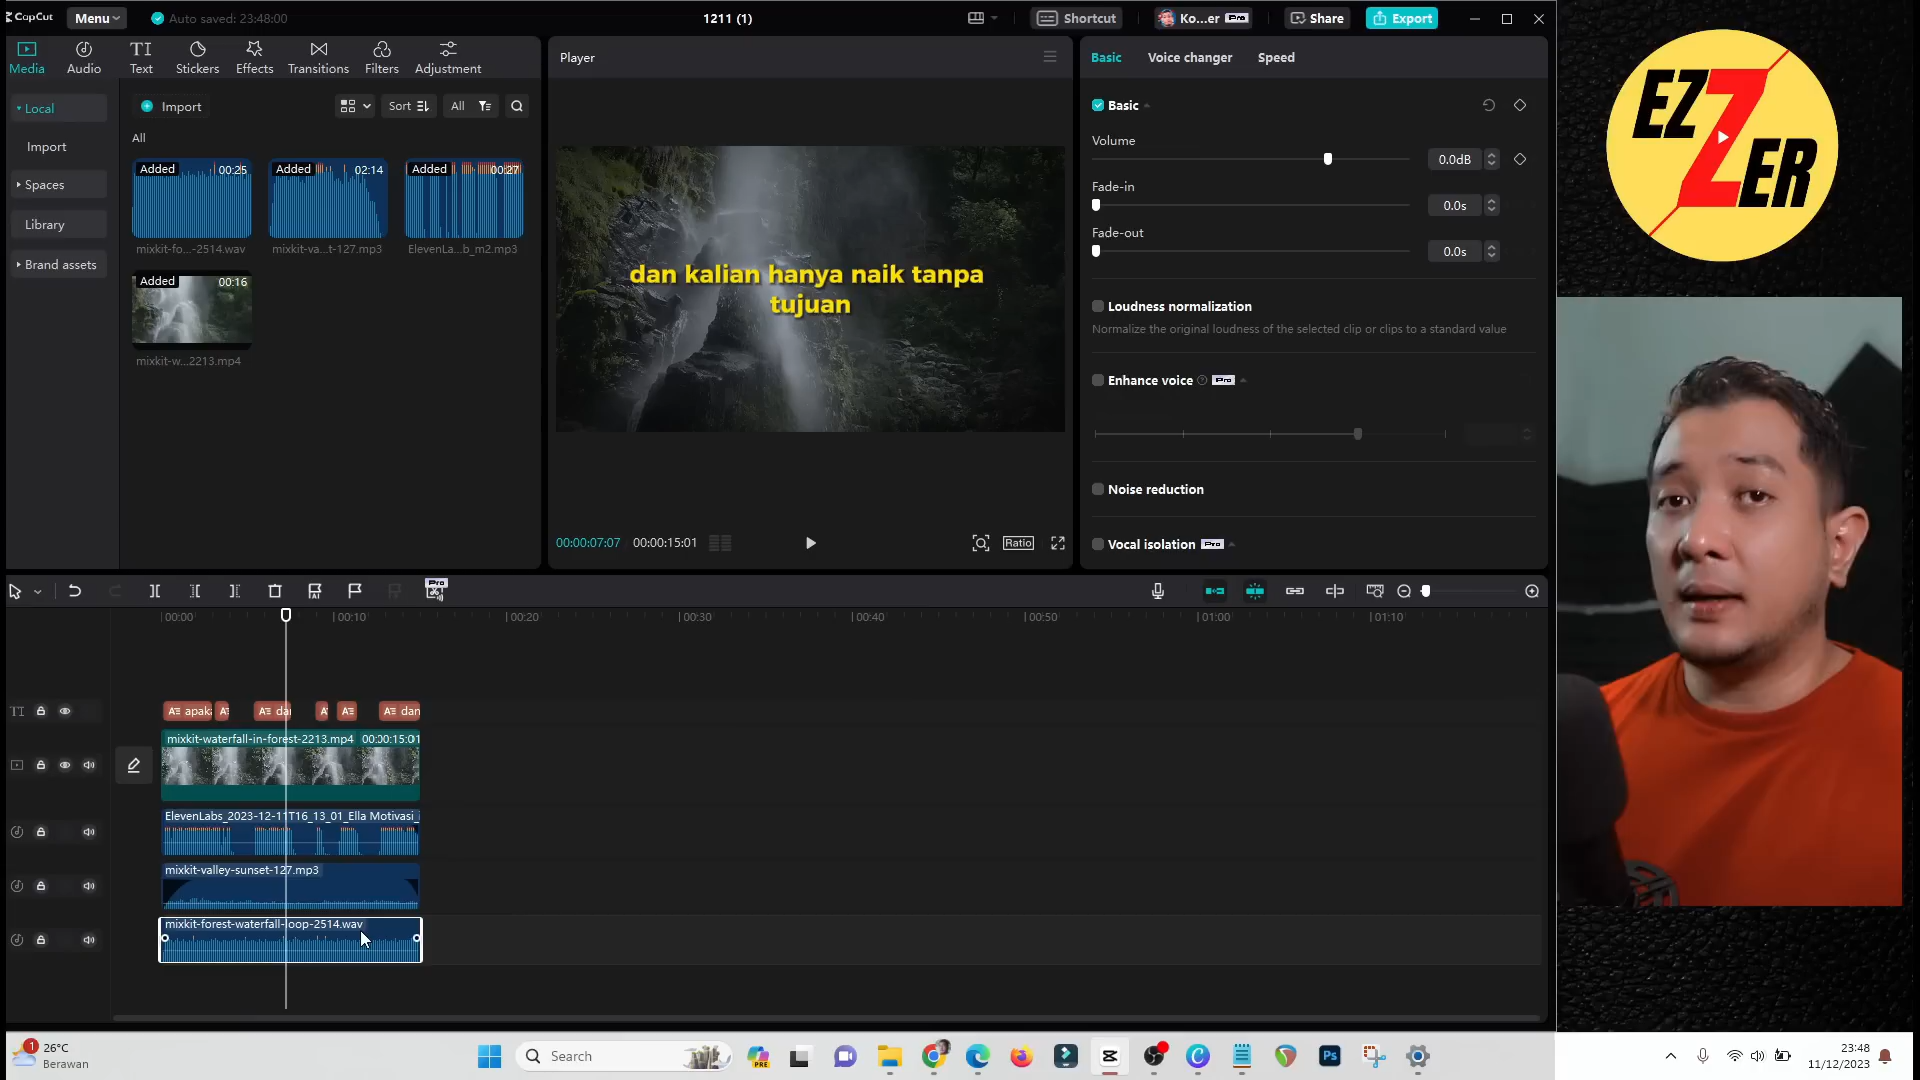 CapCut
Menu
Auto saved: 23:48:00
1211 (1)
Shortcut
Ko...er Pro
Share
Export
Media
Audio
TI
Text
Stickers
Effects
Transitions
Filters
Adjustment
Local
Import
Spaces
Library
Brand assets
Import
Sort
All
All
Added 00:25
Added 02:14
Added 00:27
mixkit-fo...-2514.wav
mixkit-va...t-127.mp3
ElevenLa...b_m2.mp3
Added 00:16
mixkit-w...2213.mp4
Player
dan kalian hanya naik tanpa
tujuan
00:00:07:07 00:00:15:01
Ratio
Basic
Voice changer
Speed
Basic
Volume
0.0dB
Fade-in
0.0s
Fade-out
0.0s
Loudness normalization
Normalize the original loudness of the selected clip or clips to a standard value
Enhance voice Pro
Noise reduction
Vocal isolation Pro
EZZER
Pro
00:00
00:10
00:20
00:30
00:40
00:50
01:00
01:10
apak
dan
mixkit-waterfall-in-forest-2213.mp4 00:00:15:01
ElevenLabs_2023-12-11T16_13_01_Ella Motivasi_
mixkit-valley-sunset-127.mp3
mixkit-forest-waterfall-loop-2514.wav
1
26°C
Berawan
Search
PRE
Ps
23:48
11/12/2023